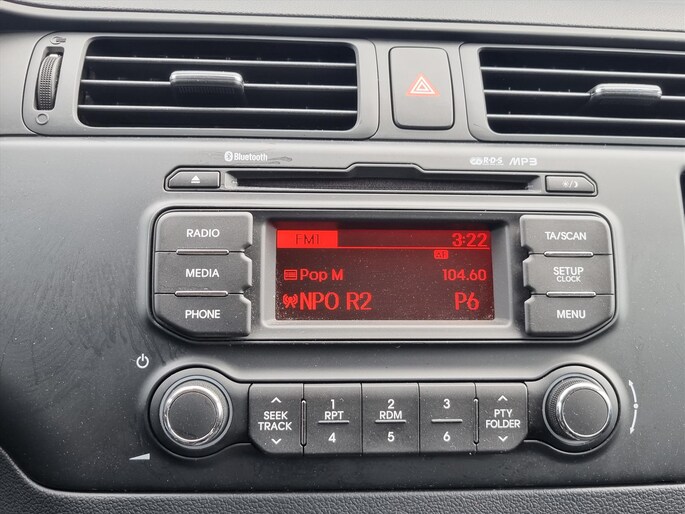 Bluetooth
R·D·S MP3
RADIO
MEDIA
PHONE
FM1 3:22
Pop M 104.60
NPO R2 P6
TA/SCAN
SETUP
CLOCK
MENU
SEEK
TRACK
1
RPT
4
2
RDM
5
3
6
PTY
FOLDER